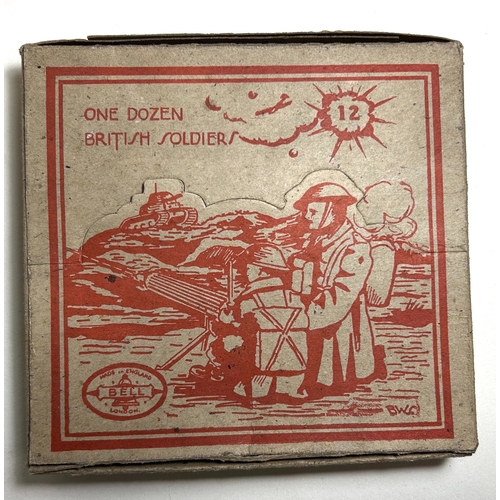 ONE DOZEN
BRITISH SOLDIERS
12
MADE IN ENGLAND
BELL
LONDON